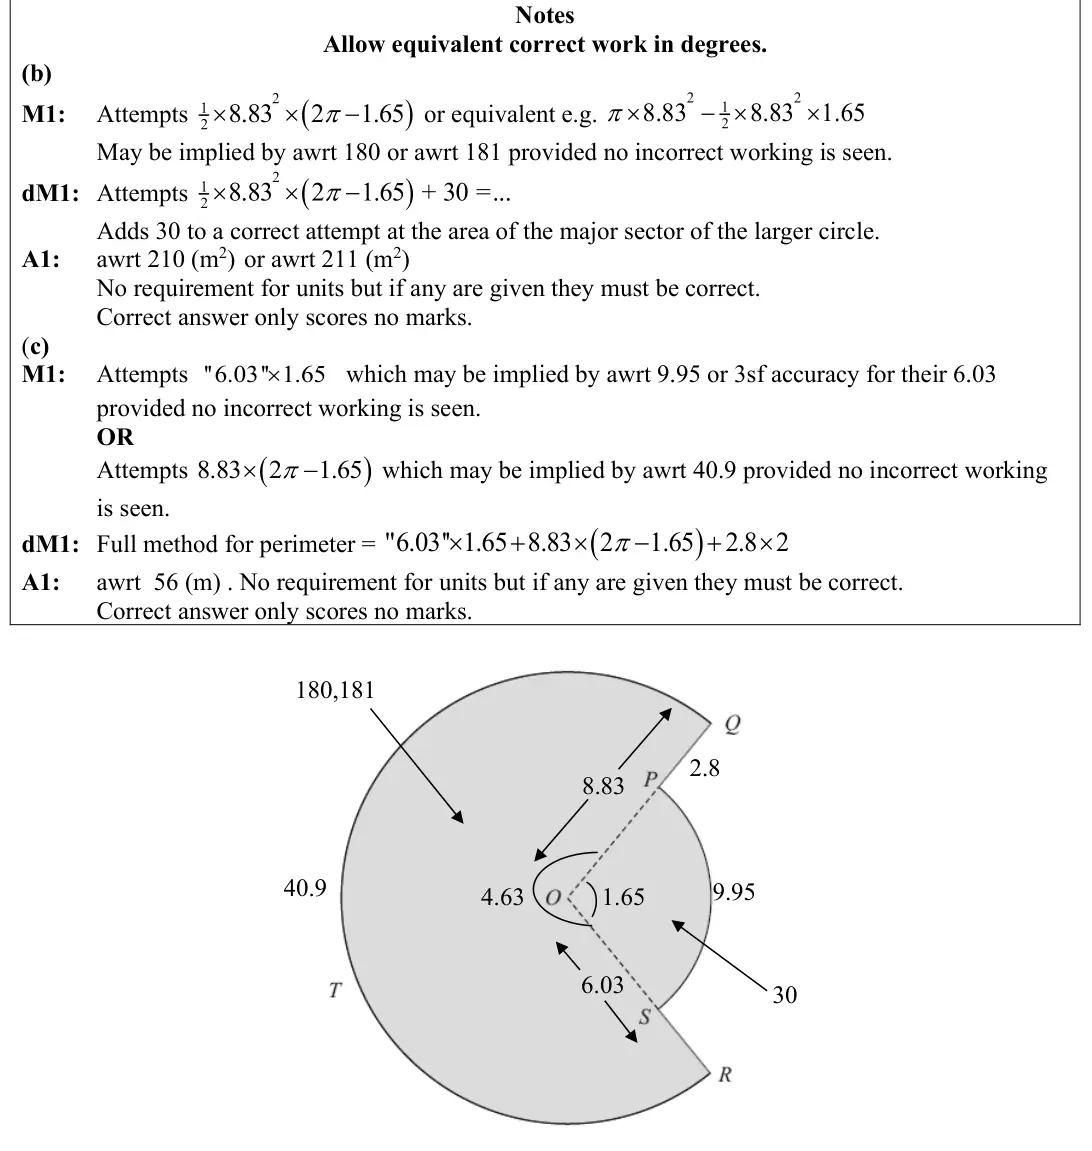 Notes
Allow equivalent correct work in degrees.
(b)
M1: Attempts ½×8.83²×(2π−1.65) or equivalent e.g. π×8.83²−½×8.83²×1.65
May be implied by awrt 180 or awrt 181 provided no incorrect working is seen.
dM1: Attempts ½×8.83²×(2π−1.65) + 30 =...
Adds 30 to a correct attempt at the area of the major sector of the larger circle.
A1: awrt 210 (m²) or awrt 211 (m²)
No requirement for units but if any are given they must be correct.
Correct answer only scores no marks.
(c)
M1: Attempts "6.03"×1.65 which may be implied by awrt 9.95 or 3sf accuracy for their 6.03
provided no incorrect working is seen.
OR
Attempts 8.83×(2π−1.65) which may be implied by awrt 40.9 provided no incorrect working
is seen.
dM1: Full method for perimeter = "6.03"×1.65+8.83×(2π−1.65)+2.8×2
A1: awrt 56 (m) . No requirement for units but if any are given they must be correct.
Correct answer only scores no marks.
180,181
Q
2.8
8.83
P
40.9
4.63
O
1.65
9.95
6.03
T
30
S
R